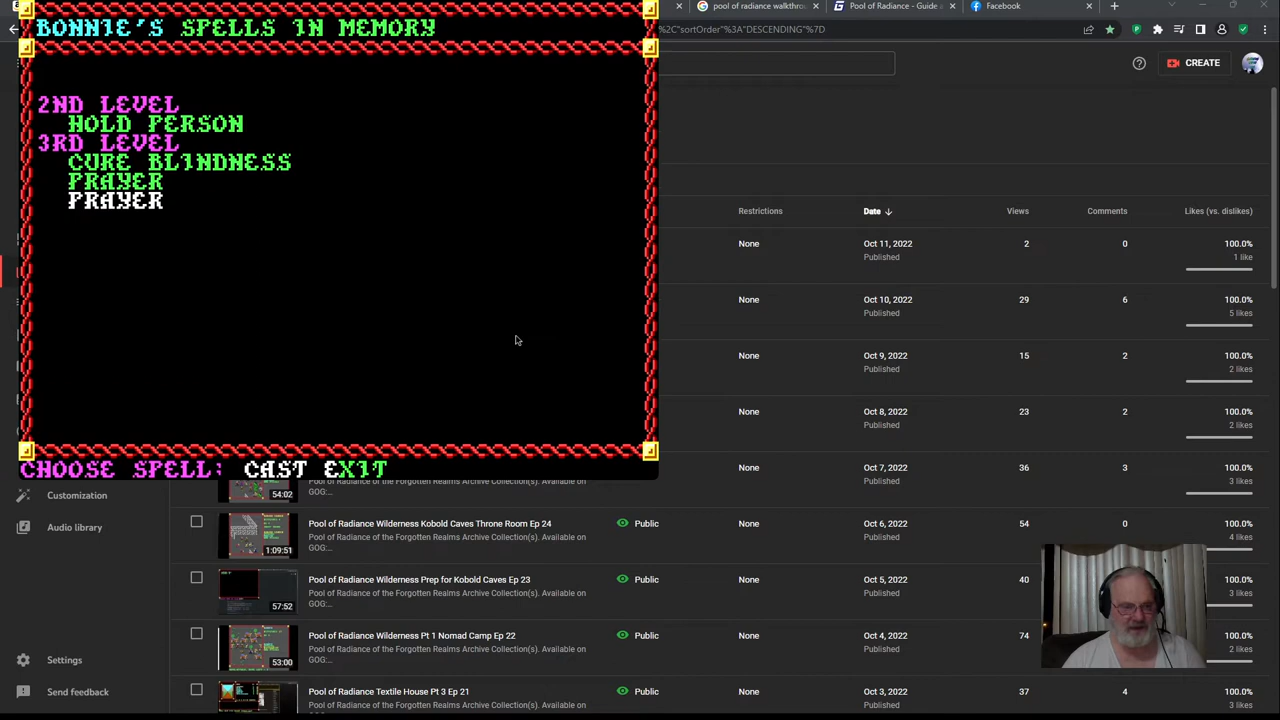 pool of radiance walkthrou
Pool of Radiance - Guide a
Facebook
%2C"sortOrder"%3A"DESCENDING"%7D
CREATE
BONNIE'S SPELLS IN MEMORY
2ND LEVEL
HOLD PERSON
3RD LEVEL
CURE BLINDNESS
PRAYER
PRAYER
CHOOSE SPELL: CAST EXIT
Restrictions Date Views Comments Likes (vs. dislikes)
None Oct 11, 2022 2 0 100.0%
Published 1 like
None Oct 10, 2022 29 6 100.0%
Published 5 likes
None Oct 9, 2022 15 2 100.0%
Published 2 likes
None Oct 8, 2022 23 2 100.0%
Published 2 likes
None Oct 7, 2022 36 3 100.0%
Published 3 likes
Pool of Radiance of the Forgotten Realms Archive Collection(s). Available on
GOG:...
54:02
Customization
Audio library
Pool of Radiance Wilderness Kobold Caves Throne Room Ep 24 Public None Oct 6, 2022 54 0 100.0%
Pool of Radiance of the Forgotten Realms Archive Collection(s). Available on Published 4 likes
GOG:...
1:09:51
Pool of Radiance Wilderness Prep for Kobold Caves Ep 23 Public None Oct 5, 2022 40 3 100.0%
Pool of Radiance of the Forgotten Realms Archive Collection(s). Available on Published 3 likes
GOG:...
57:52
Pool of Radiance Wilderness Pt 1 Nomad Camp Ep 22 Public None Oct 4, 2022 74 2 100.0%
Pool of Radiance of the Forgotten Realms Archive Collection(s). Available on Published 2 likes
GOG:...
53:00
Settings
Send feedback
Pool of Radiance Textile House Pt 3 Ep 21 Public None Oct 3, 2022 37 4 100.0%
Pool of Radiance of the Forgotten Realms Archive Collection(s). Available on Published 3 likes